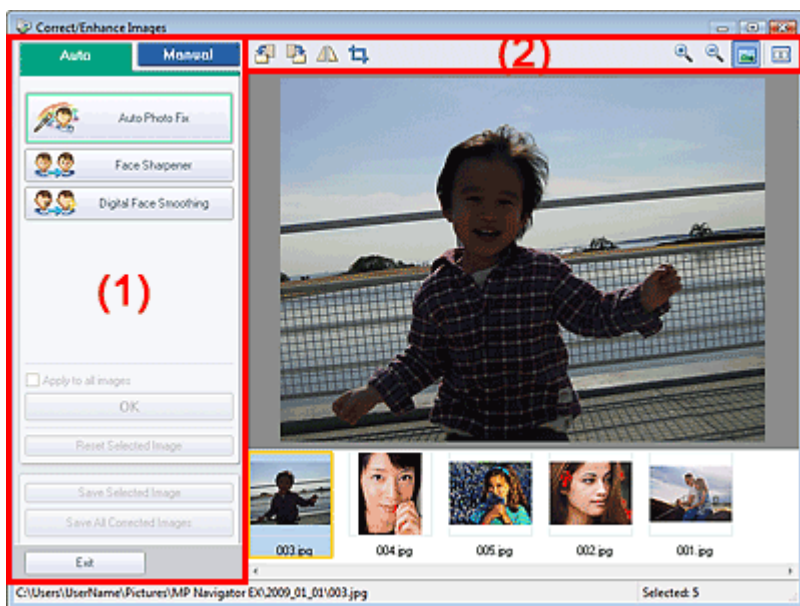 Correct/Enhance Images
Auto
Manual
(2)
Auto Photo Fix
Face Sharpener
Digital Face Smoothing
(1)
Apply to all images
OK
Reset Selected Image
Save Selected Image
Save All Corrected Images
Exit
003.jpg
004.jpg
005.jpg
002.jpg
001.jpg
C:\Users\UserName\Pictures\MP Navigator EX\2009_01_01\003.jpg
Selected: 5